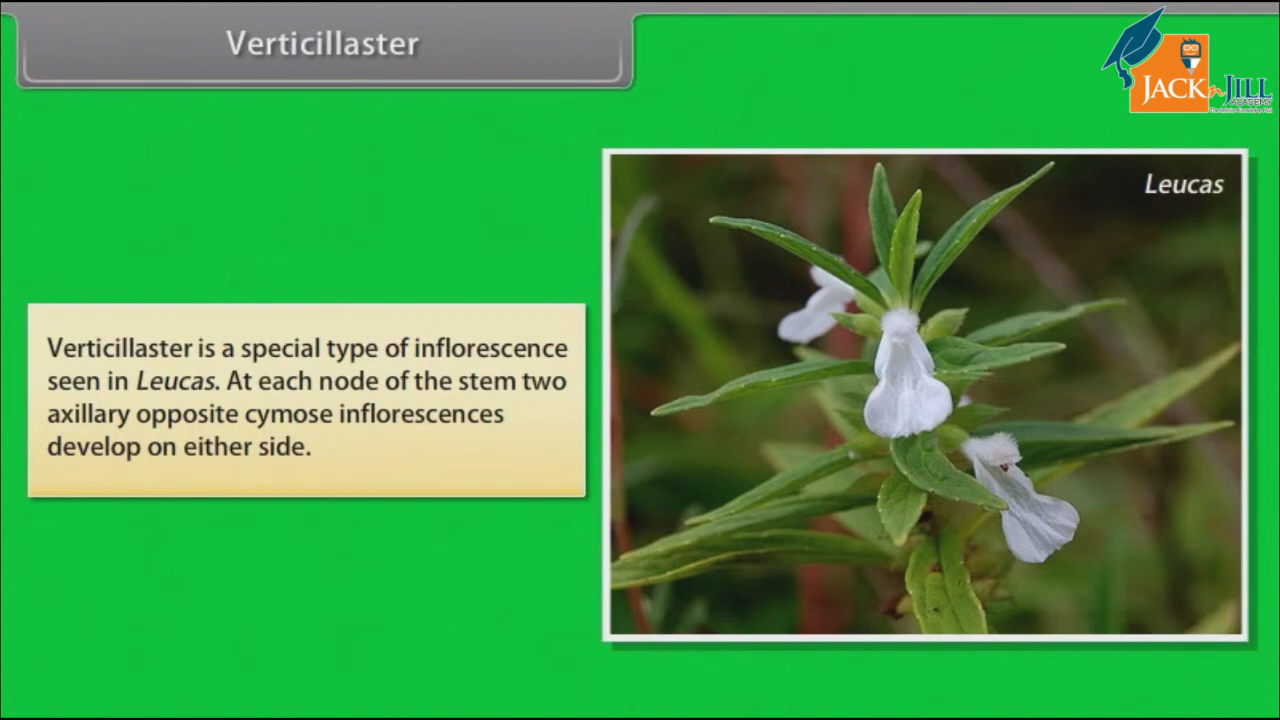 Verticillaster
JACK n JILL
ACADEMY
Leucas
Verticillaster is a special type of inflorescence
seen in Leucas. At each node of the stem two
axillary opposite cymose inflorescences
develop on either side.